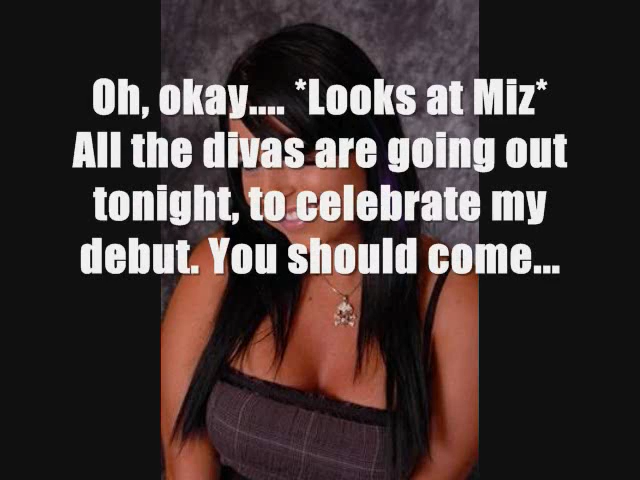 Oh, okay.... *Looks at Miz*
All the divas are going out
tonight, to celebrate my
debut. You should come...